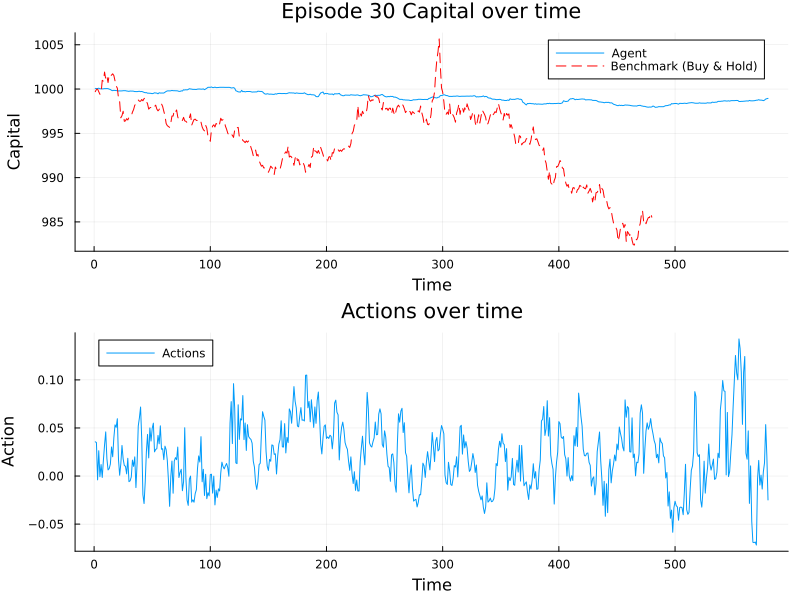 Episode 30 Capital over time
1005
1000
995
990
985
Capital
Agent
Benchmark (Buy & Hold)
0 100 200 300 400 500
Time
Actions over time
0.10
0.05
0.00
−0.05
Action
Actions
0 100 200 300 400 500
Time